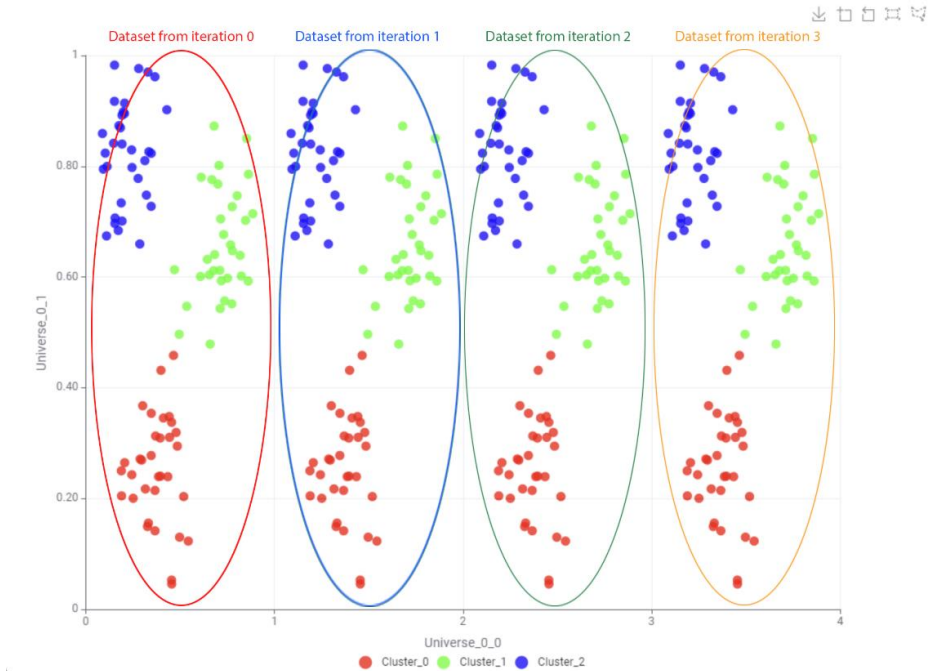 Dataset from iteration 0 Dataset from iteration 1 Dataset from iteration 2 Dataset from iteration 3
1
0.80
0.60
0.40
0.20
0
Universe_0_1
0 1 2 3 4
Universe_0_0
Cluster_0 Cluster_1 Cluster_2